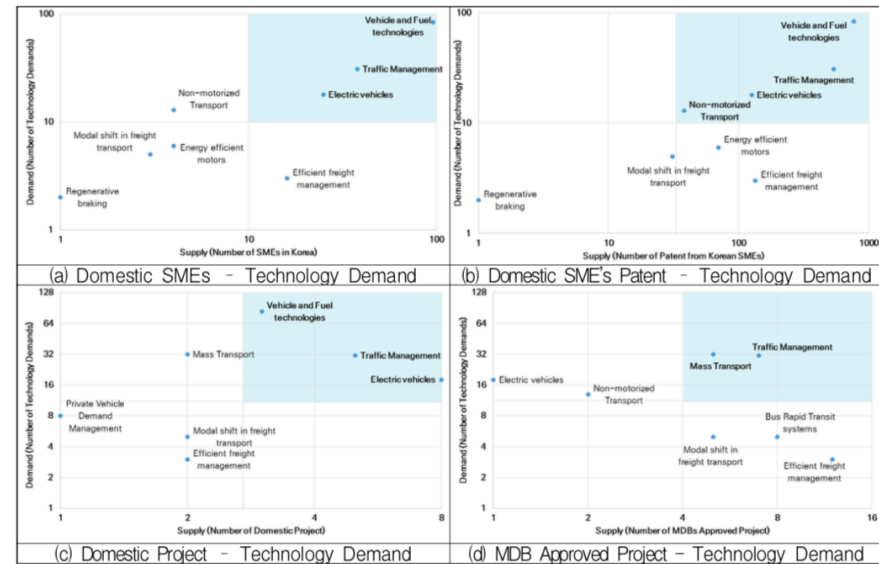 Demand (Number of Technology Demands)
100
10
1
Vehicle and Fuel
technologies
Traffic Management
Electric vehicles
Non-motorized
Transport
Modal shift in freight
transport
Energy efficient
motors
Efficient freight
management
Regenerative
braking
1
10
100
Supply (Number of SMEs in Korea)
(a) Domestic SMEs - Technology Demand
Demand (Number of Technology Demands)
100
10
1
Vehicle and Fuel
technologies
Traffic Management
Electric vehicles
Non-motorized
Transport
Energy efficient
motors
Modal shift in freight
transport
Efficient freight
management
Regenerative
braking
1
10
100
1000
Supply (Number of Patent from Korean SMEs)
(b) Domestic SME's Patent - Technology Demand
Demand (Number of Technology Demands)
128
64
32
16
8
4
2
1
Vehicle and Fuel
technologies
Mass Transport
Traffic Management
Electric vehicles
Private Vehicle
Demand
Management
Modal shift in freight
transport
Efficient freight
management
1
2
4
8
Supply (Number of Domestic Project)
(c) Domestic Project - Technology Demand
Demand (Number of Technology Demands)
128
64
32
16
8
4
2
1
Traffic Management
Mass Transport
Electric vehicles
Non-motorized
Transport
Bus Rapid Transit
systems
Modal shift in
freight transport
Efficient freight
management
1
2
4
8
16
Supply (Number of MDBs Approved Project)
(d) MDB Approved Project - Technology Demand